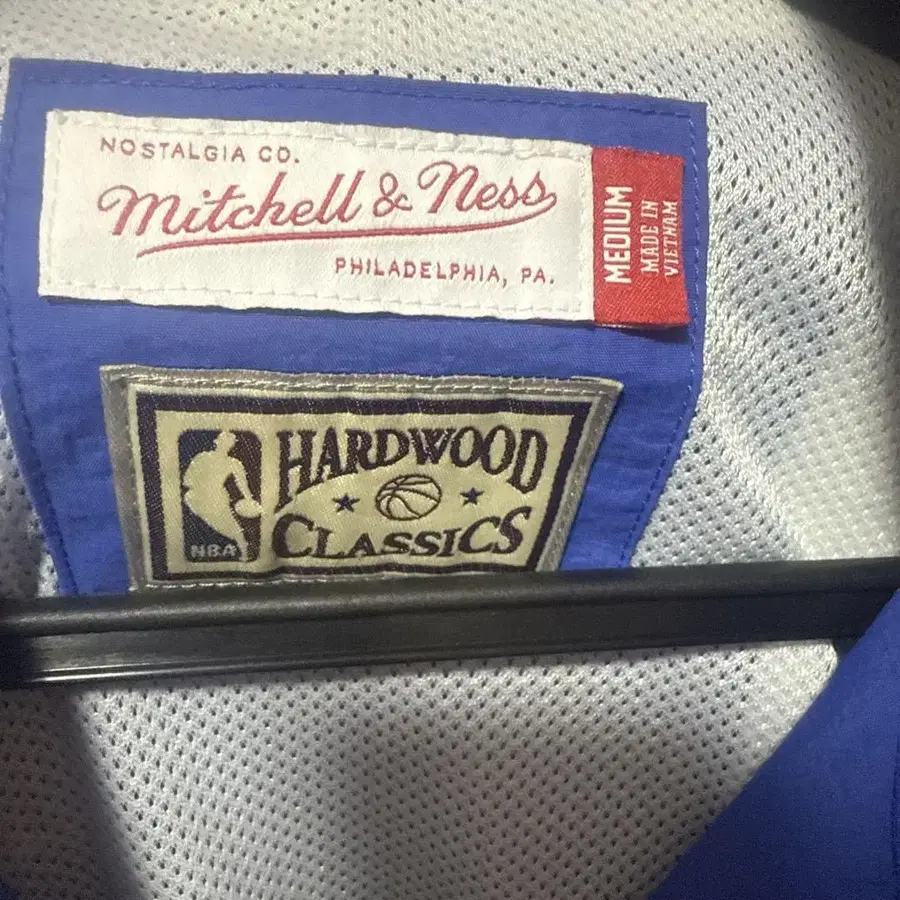 NOSTALGIA CO.
Mitchell & Ness
PHILADELPHIA, PA.
MEDIUM
MADE IN
VIETNAM
HARDWOOD
CLASSICS
NBA